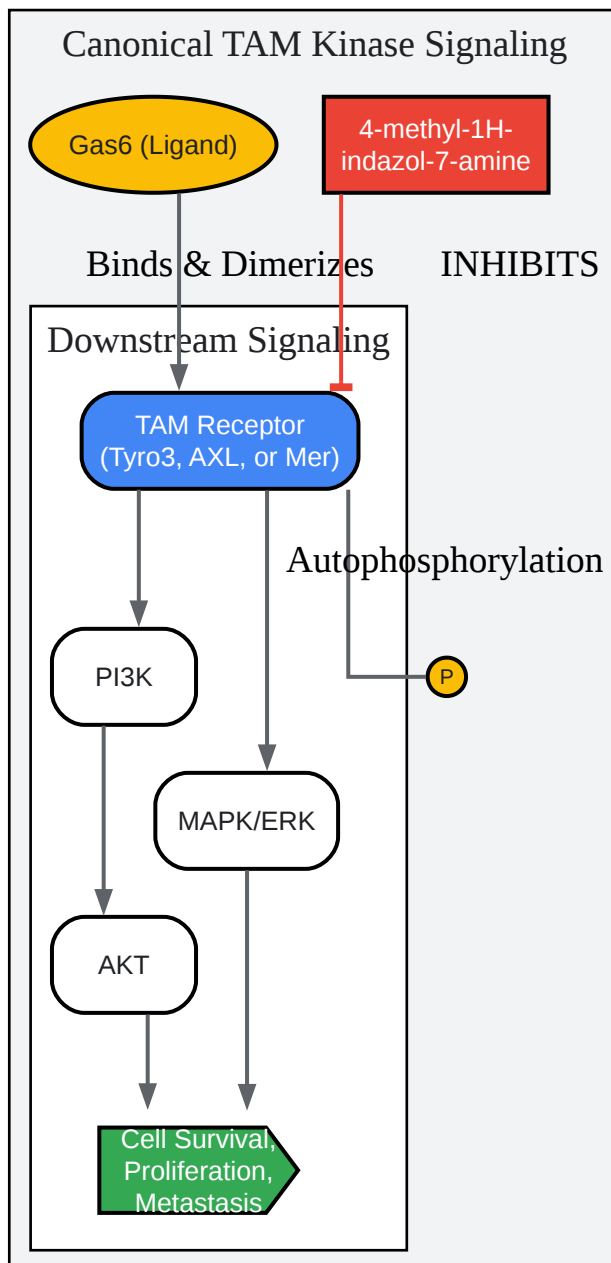 Canonical TAM Kinase Signaling
Gas6 (Ligand)
4-methyl-1H-
indazol-7-amine
Binds & Dimerizes
INHIBITS
Downstream Signaling
TAM Receptor
(Tyro3, AXL, or Mer)
Autophosphorylation
PI3K
P
MAPK/ERK
AKT
Cell Survival,
Proliferation,
Metastasis